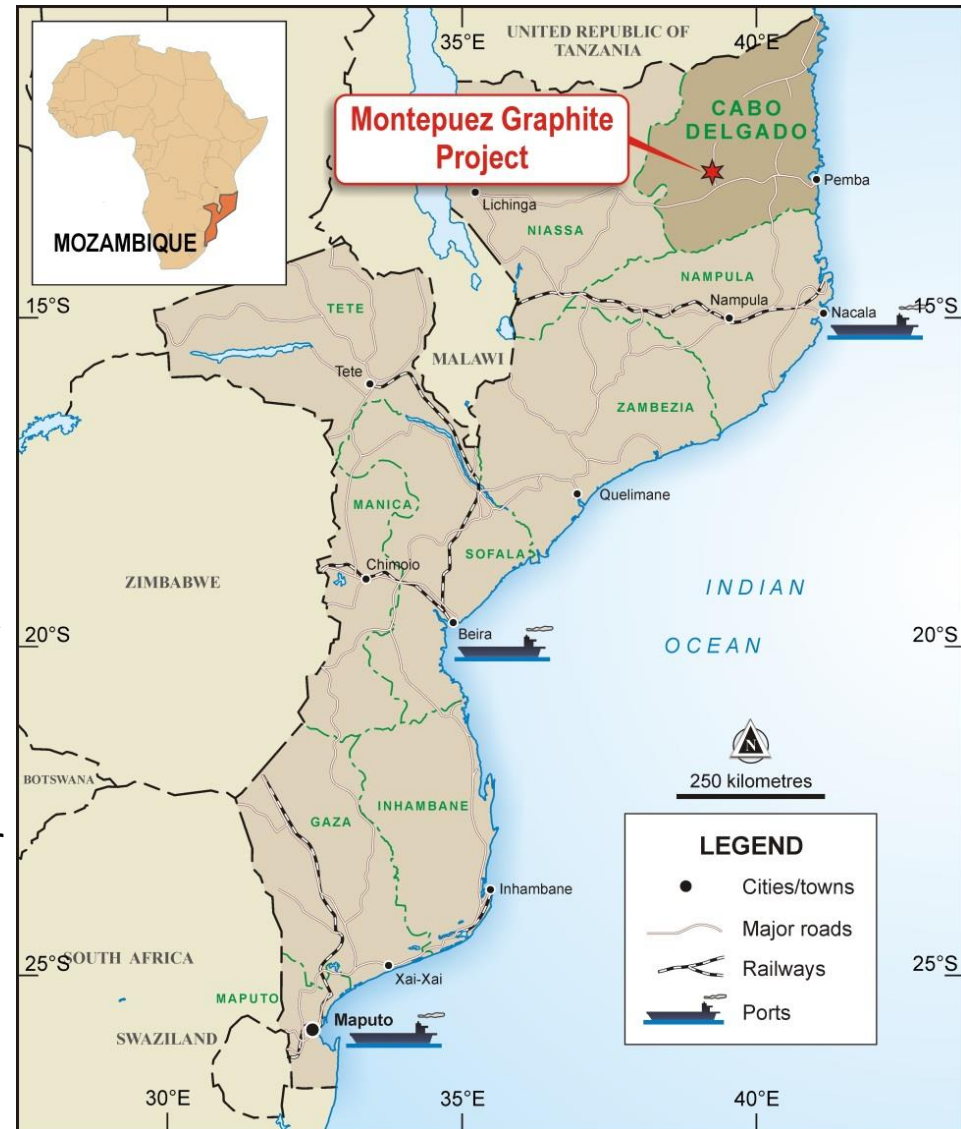 35°E
UNITED REPUBLIC OF
TANZANIA
40°E
CABO
DELGADO
Montepuez Graphite
Project
Pemba
Lichinga
NIASSA
MOZAMBIQUE
NAMPULA
Nampula
Nacala
15°S
15°S
TETE
MALAWI
Tete
ZAMBEZIA
Quelimane
MANICA
SOFALA
Chimoio
ZIMBABWE
INDIAN
OCEAN
Beira
20°S
20°S
N
250 kilometres
BOTSWANA
GAZA
INHAMBANE
LEGEND
Cities/towns
Major roads
Railways
Ports
Inhambane
SOUTH AFRICA
Xai-Xai
25°S
25°S
MAPUTO
Maputo
SWAZILAND
30°E
35°E
40°E